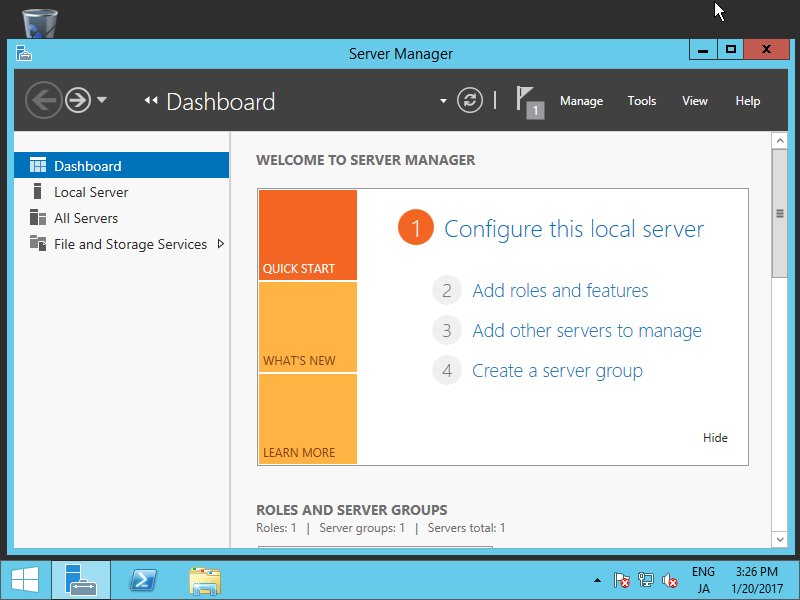 Server Manager
Dashboard
1
Manage
Tools
View
Help
Dashboard
Local Server
All Servers
File and Storage Services
WELCOME TO SERVER MANAGER
QUICK START
WHAT'S NEW
LEARN MORE
1 Configure this local server
2 Add roles and features
3 Add other servers to manage
4 Create a server group
Hide
ROLES AND SERVER GROUPS
Roles: 1 | Server groups: 1 | Servers total: 1
ENG
JA
3:26 PM
1/20/2017